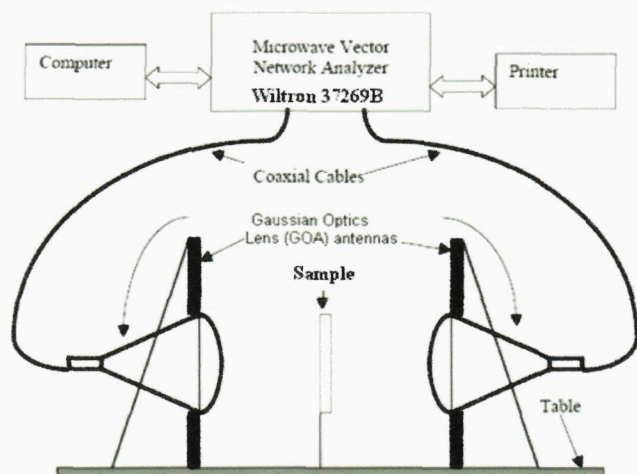 Computer
Microwave Vector
Network Analyzer
Wiltron 37269B
Printer
Coaxial Cables
Gaussian Optics
Lens (GOA) antennas
Sample
Table